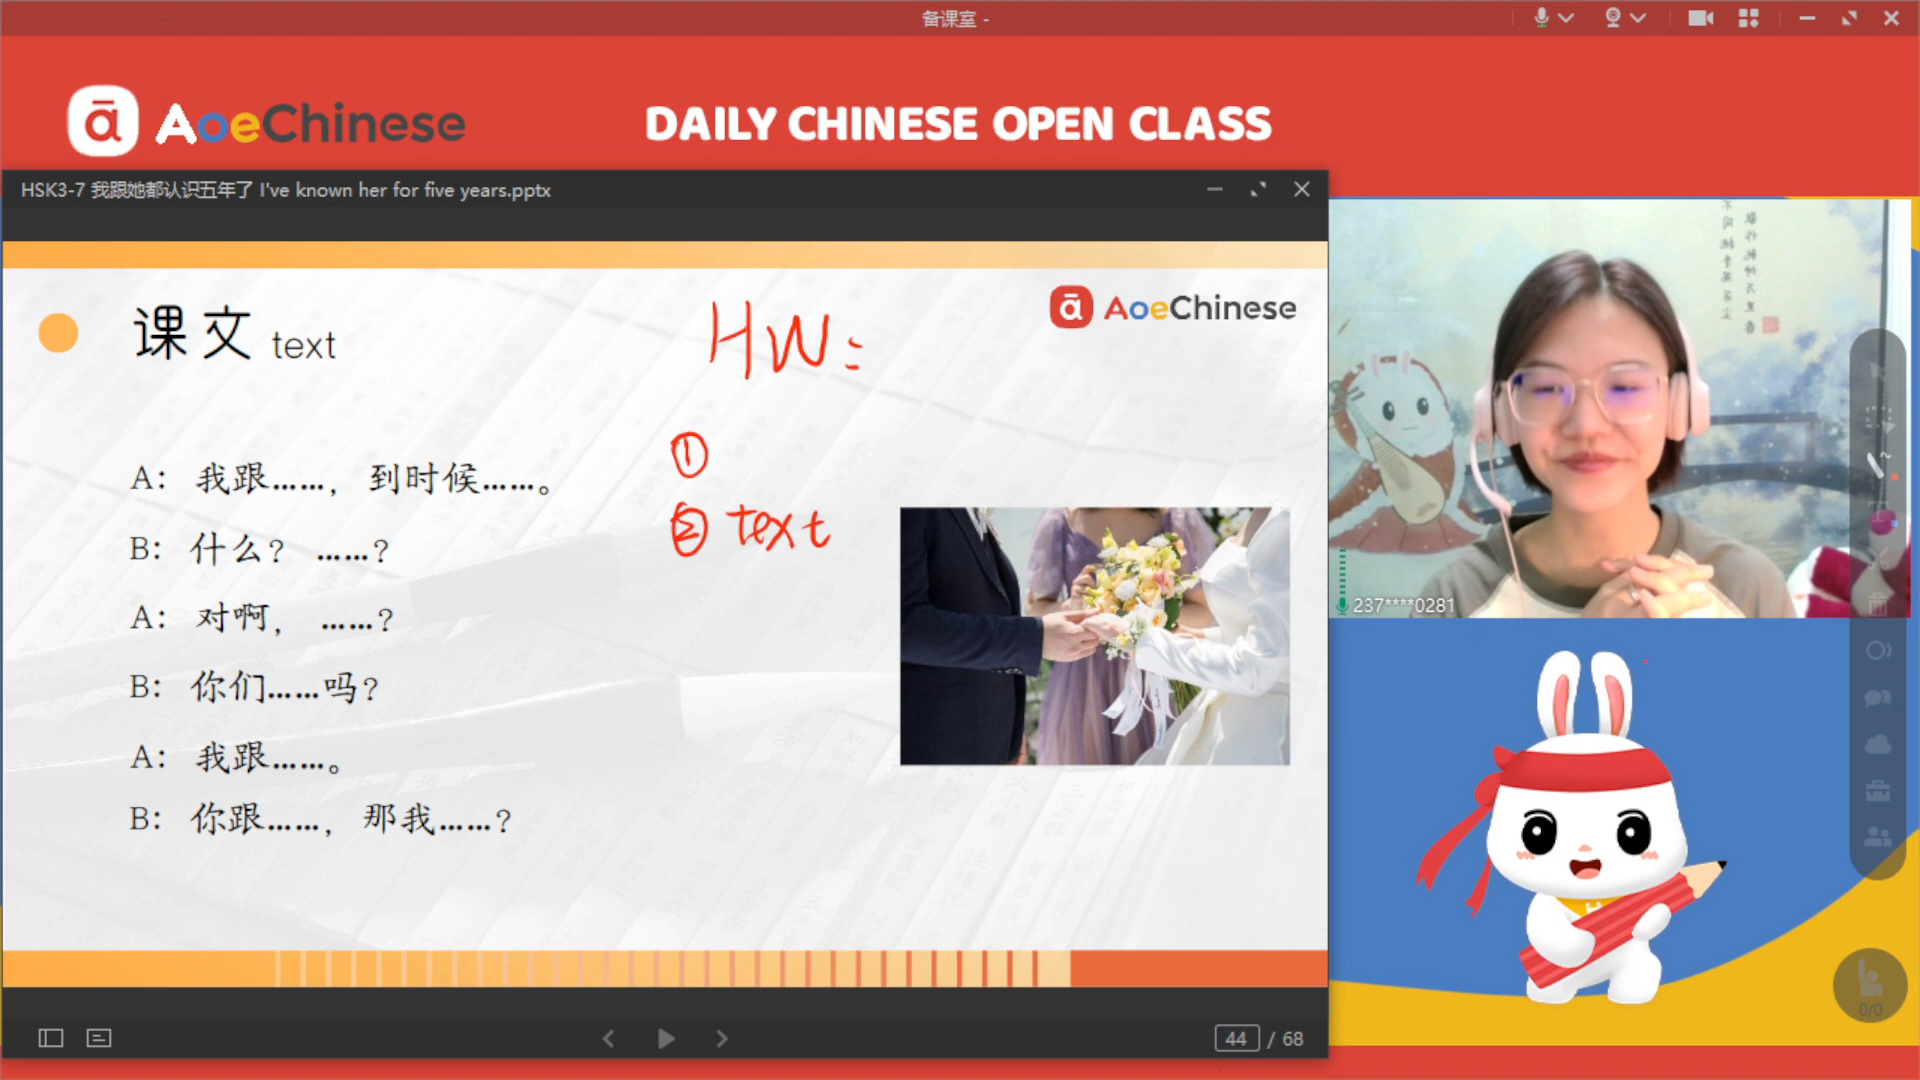 备课室 -
ā AoeChinese
DAILY CHINESE OPEN CLASS
HSK3-7 我跟她都认识五年了 I've known her for five years.pptx
课文 text
HW:
ā AoeChinese
A： 我跟……，到时候……。
① 
B： 什么？ ……？
② text
A： 对啊， ……？
B： 你们……吗？
A： 我跟……。
B： 你跟……，那我……？
44 / 68
237****0281
0/0